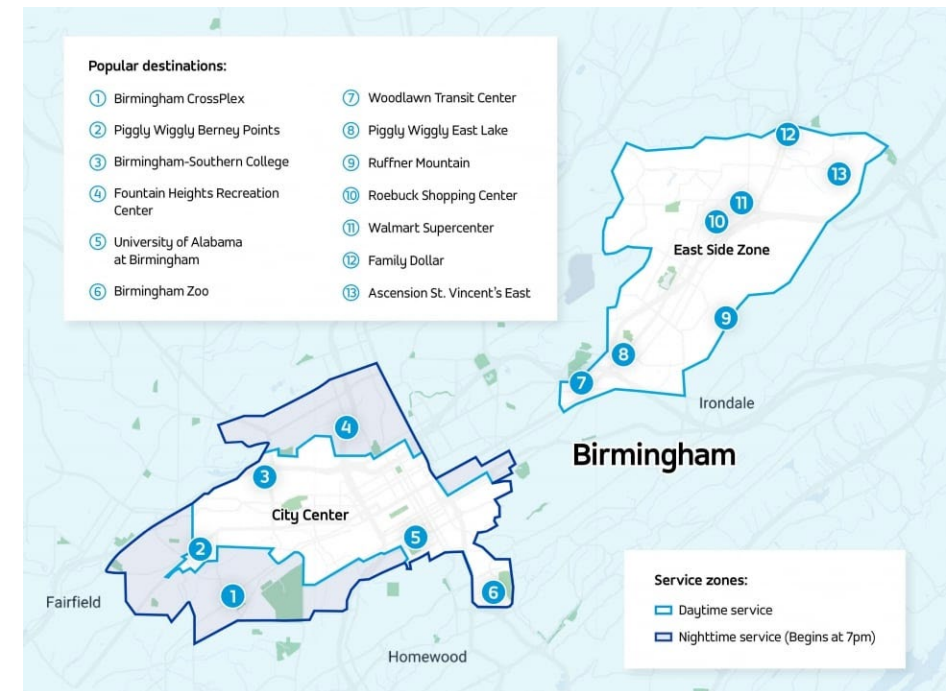 Popular destinations:
1 Birmingham CrossPlex
2 Piggly Wiggly Berney Points
3 Birmingham-Southern College
4 Fountain Heights Recreation
Center
5 University of Alabama
at Birmingham
6 Birmingham Zoo
7 Woodlawn Transit Center
8 Piggly Wiggly East Lake
9 Ruffner Mountain
10 Roebuck Shopping Center
11 Walmart Supercenter
12 Family Dollar
13 Ascension St. Vincent's East
12
13
11
10
East Side Zone
9
8
7
Irondale
Birmingham
4
3
City Center
5
2
1
6
Fairfield
Homewood
Service zones:
Daytime service
Nighttime service (Begins at 7pm)